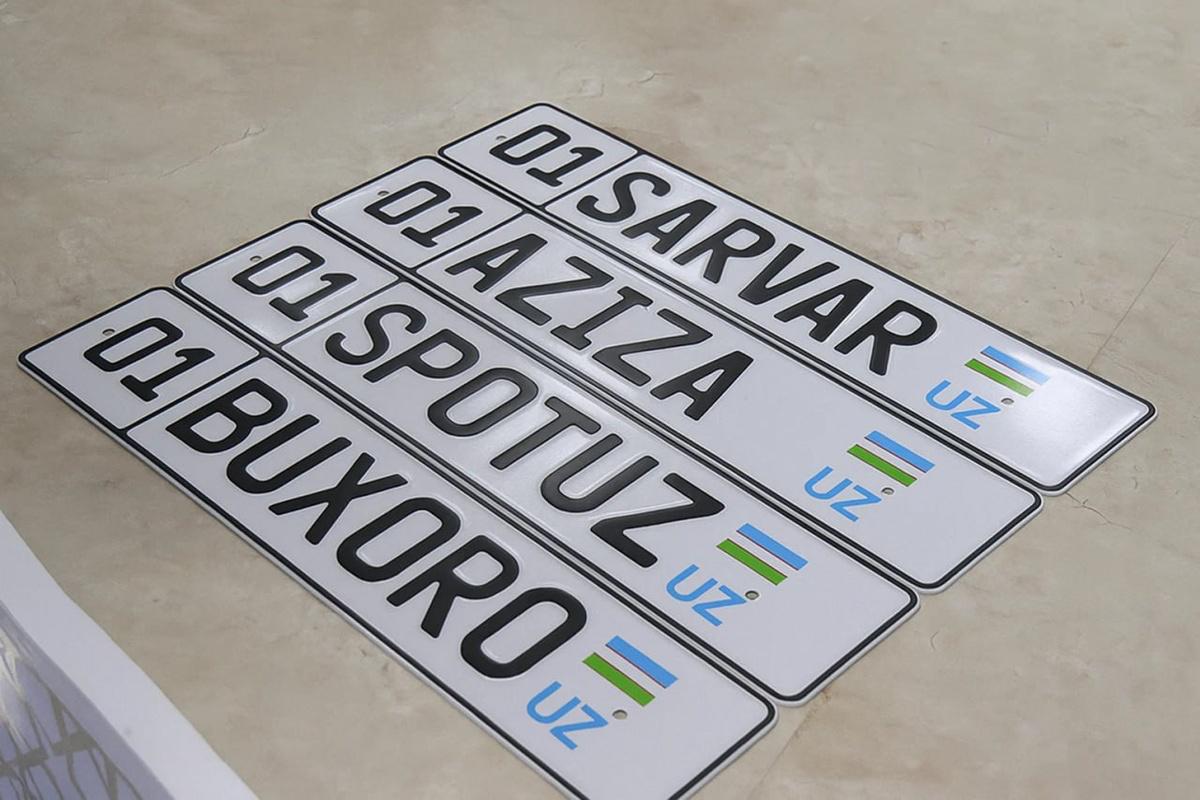 01 SARVAR UZ
01 AZIZA UZ
01 SPOTUZ UZ
01 BUXORO UZ